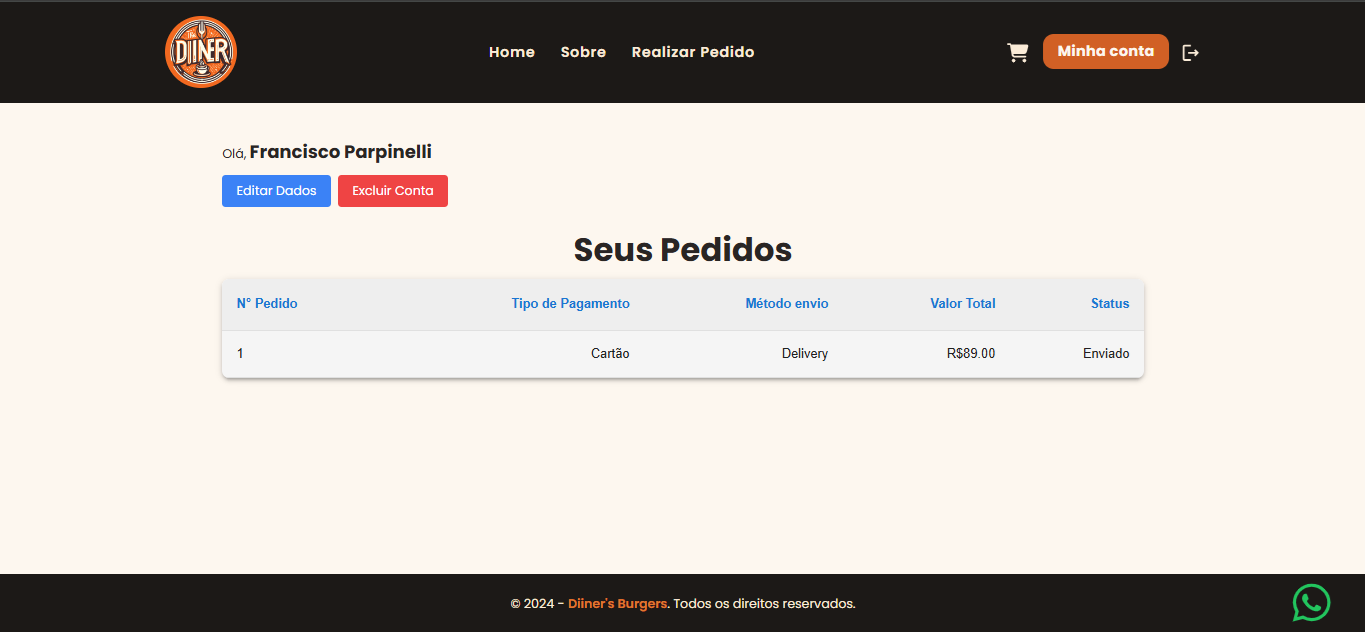 The
DIINER
Home Sobre Realizar Pedido Minha conta
Olá, Francisco Parpinelli
Editar Dados Excluir Conta
Seus Pedidos
N° Pedido Tipo de Pagamento Método envio Valor Total Status
1 Cartão Delivery R$89.00 Enviado
© 2024 - Diiner's Burgers. Todos os direitos reservados.